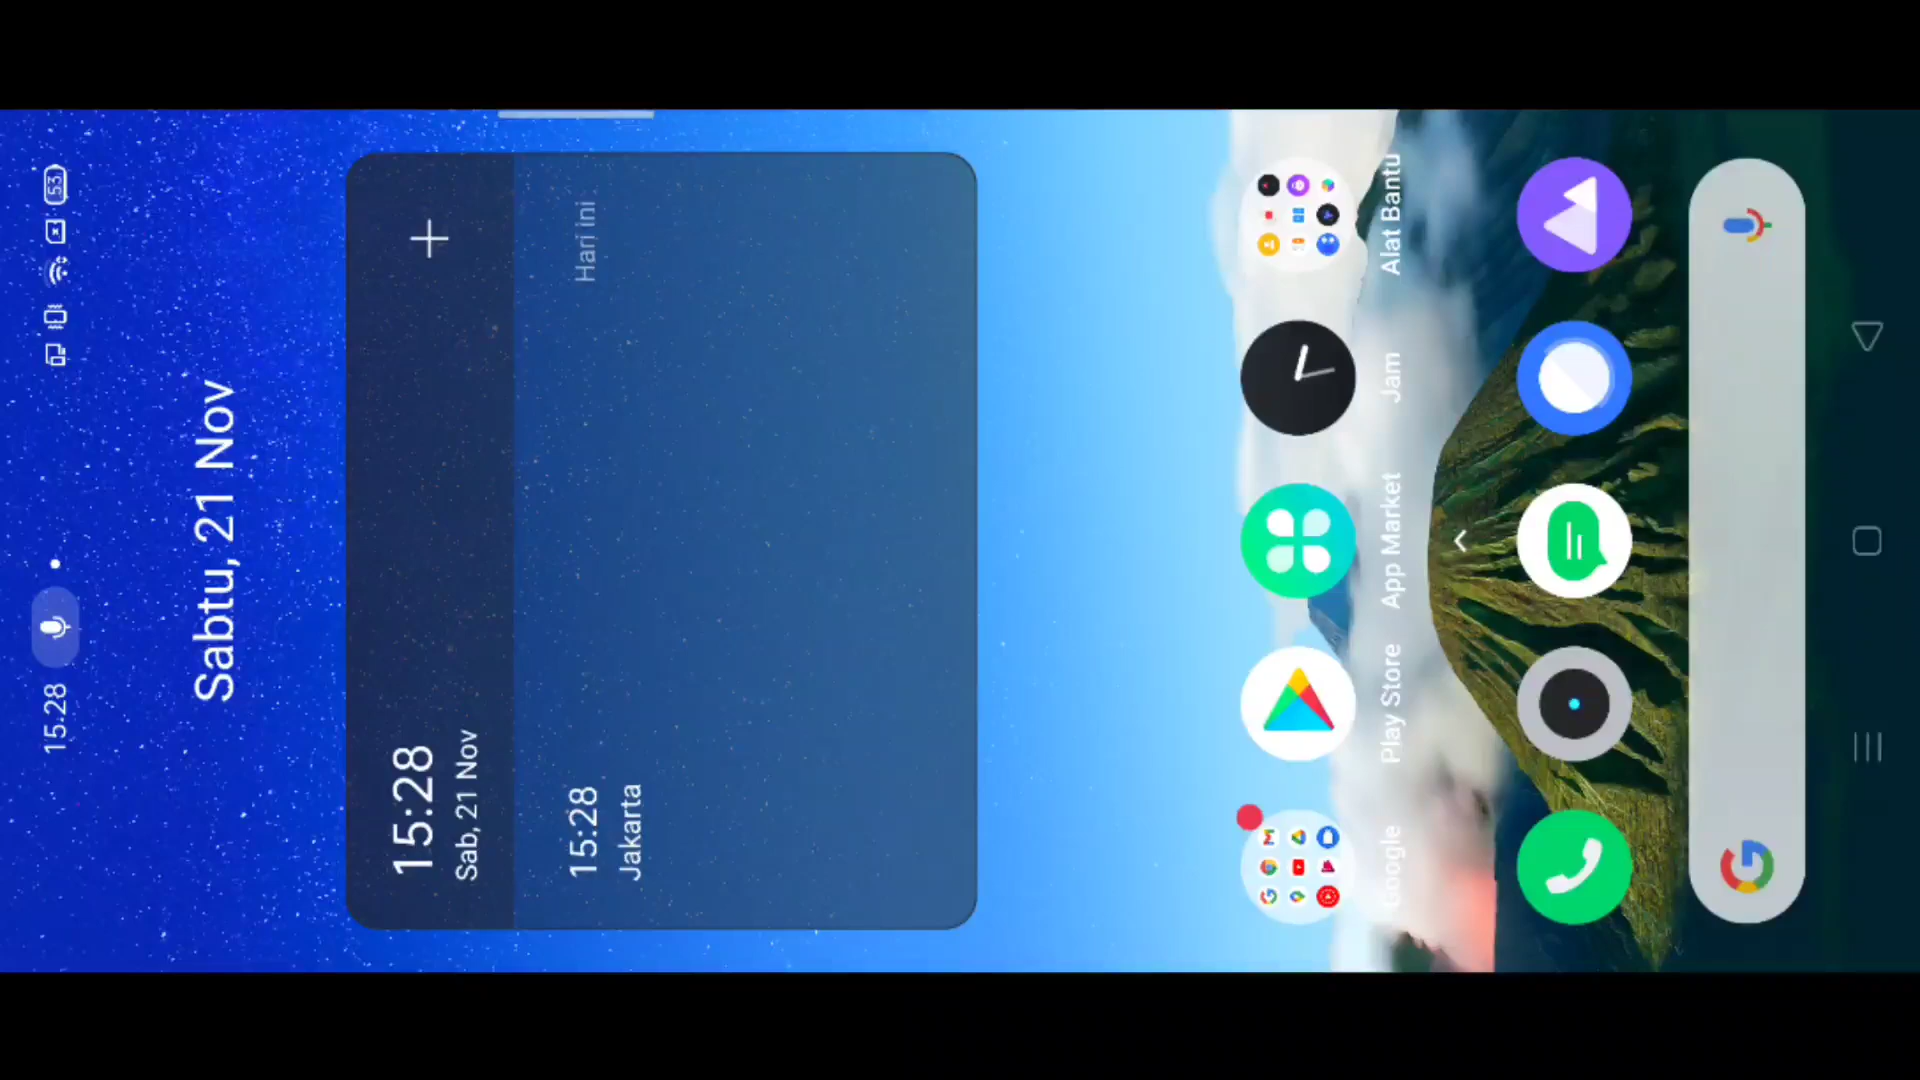 15.28
53
Sabtu, 21 Nov
15:28
Sab, 21 Nov
15:28
Hari ini
Jakarta
Google
Play Store
App Market
Jam
Alat Bantu